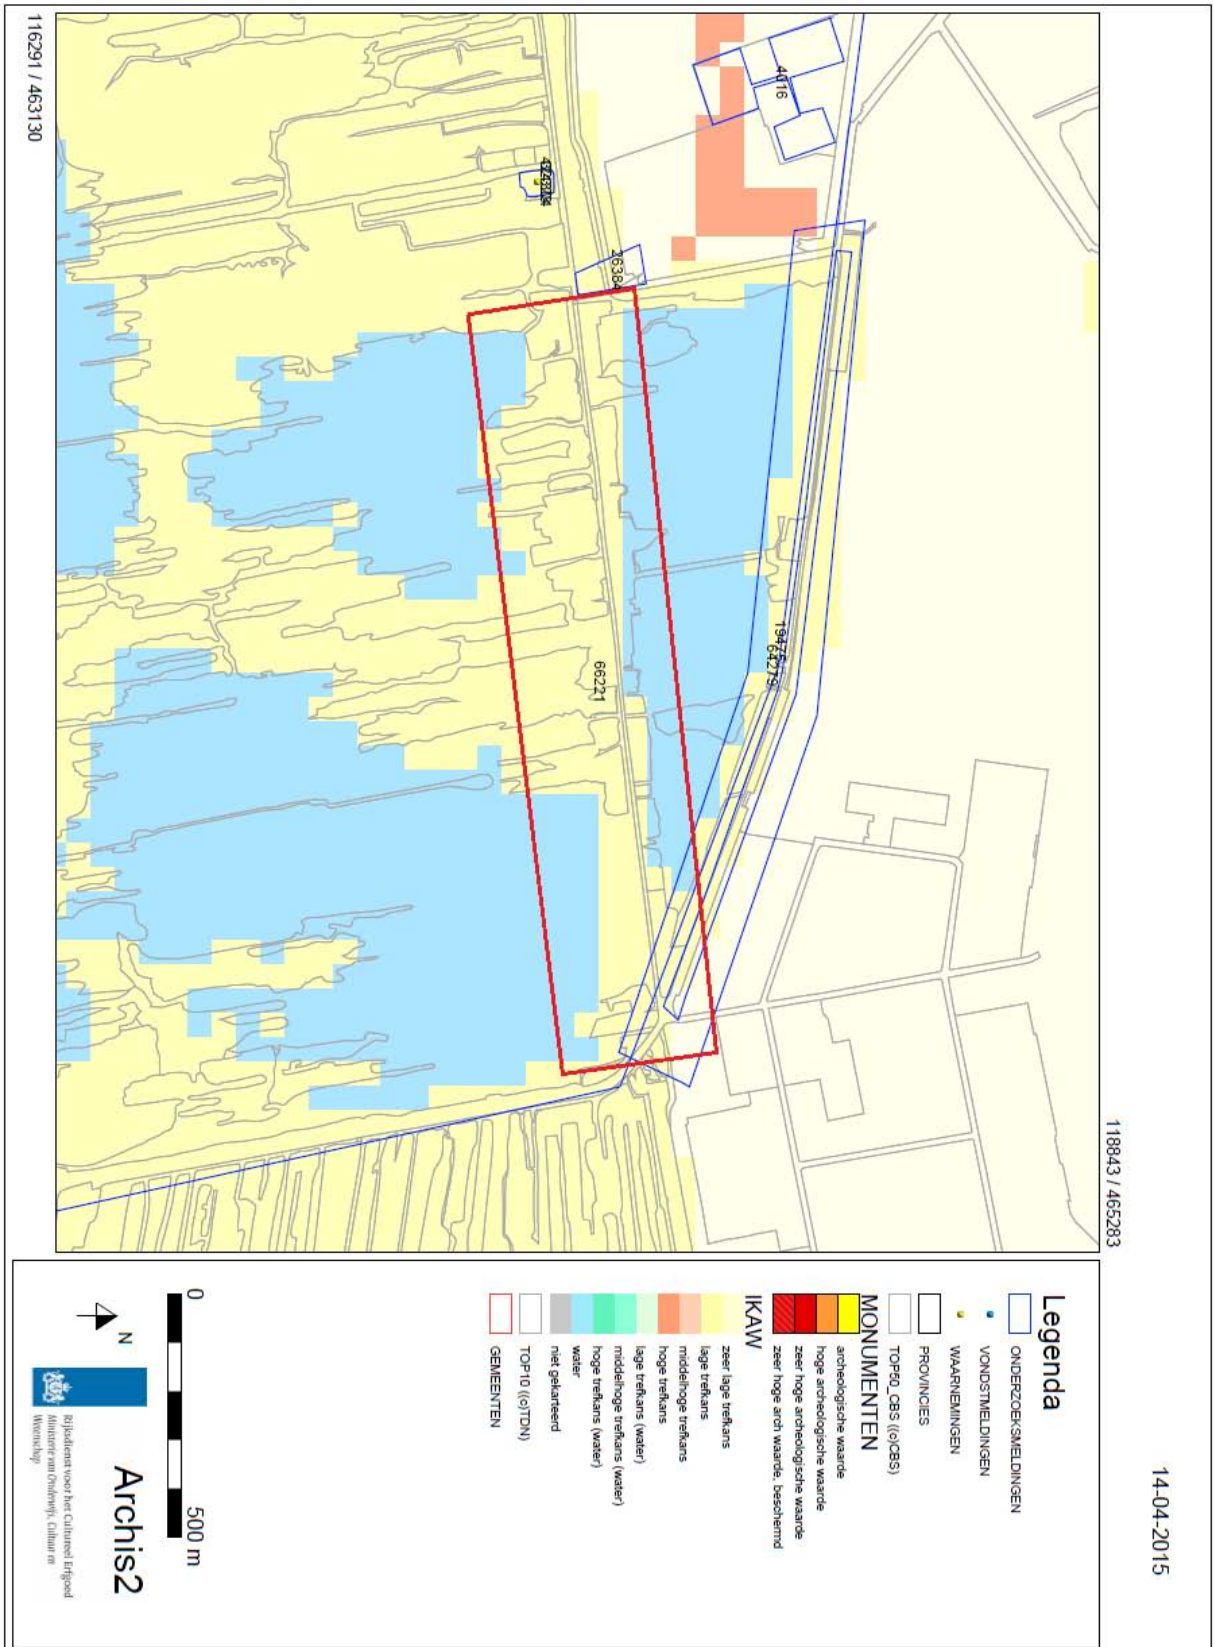 14-04-2015
118843 / 465283
116291 / 463130
4016
26384
19475
64279
66221
Legenda
ONDERZOEKSMELDINGEN
VONDSTMELDINGEN
WAARNEMINGEN
PROVINCIES
TOP50_CBS ((c)CBS)
MONUMENTEN
archeologische waarde
hoge archeologische waarde
zeer hoge archeologische waarde
zeer hoge arch waarde, beschermd
IKAW
zeer lage trefkans
lage trefkans
middelhoge trefkans
hoge trefkans
lage trefkans (water)
middelhoge trefkans (water)
hoge trefkans (water)
water
niet gekarteerd
TOP10 ((c)TDN)
GEMEENTEN
0 500 m
N
Archis2
Rijksdienst voor het Cultureel Erfgoed
Ministerie van Onderwijs, Cultuur en
Wetenschap